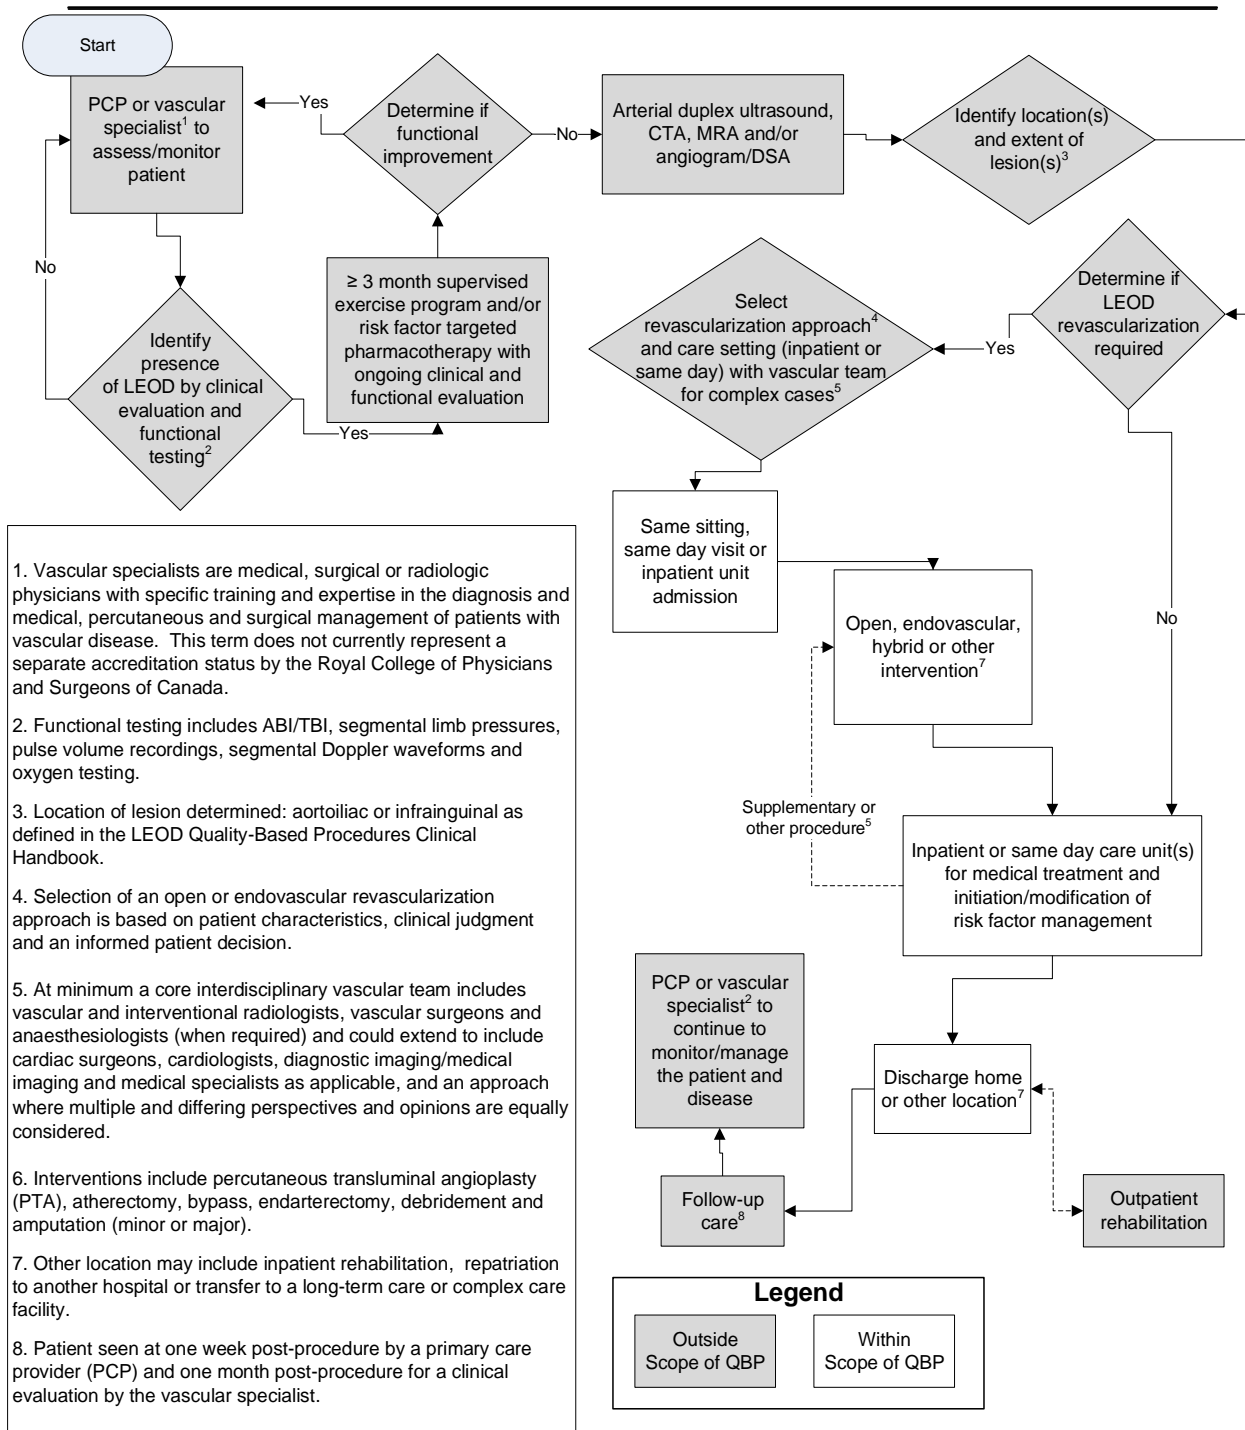 Start
PCP or vascular
specialist1 to
assess/monitor
patient
Yes
Determine if
functional
improvement
No
Arterial duplex ultrasound,
CTA, MRA and/or
angiogram/DSA
Identify location(s)
and extent of
lesion(s)3
No
Identify
presence
of LEOD by clinical
evaluation and
functional
testing2
Yes
≥ 3 month supervised
exercise program and/or
risk factor targeted
pharmacotherapy with
ongoing clinical and
functional evaluation
Select
revascularization approach4
and care setting (inpatient or
same day) with vascular team
for complex cases5
Yes
Determine if
LEOD
revascularization
required
No
Same sitting,
same day visit or
inpatient unit
admission
Open, endovascular,
hybrid or other
intervention7
Supplementary or
other procedure5
Inpatient or same day care unit(s)
for medical treatment and
initiation/modification of
risk factor management
PCP or vascular
specialist2 to
continue to
monitor/manage
the patient and
disease
Discharge home
or other location7
Follow-up
care8
Outpatient
rehabilitation
1. Vascular specialists are medical, surgical or radiologic
physicians with specific training and expertise in the diagnosis and
medical, percutaneous and surgical management of patients with
vascular disease. This term does not currently represent a
separate accreditation status by the Royal College of Physicians
and Surgeons of Canada.
2. Functional testing includes ABI/TBI, segmental limb pressures,
pulse volume recordings, segmental Doppler waveforms and
oxygen testing.
3. Location of lesion determined: aortoiliac or infrainguinal as
defined in the LEOD Quality-Based Procedures Clinical
Handbook.
4. Selection of an open or endovascular revascularization
approach is based on patient characteristics, clinical judgment
and an informed patient decision.
5. At minimum a core interdisciplinary vascular team includes
vascular and interventional radiologists, vascular surgeons and
anaesthesiologists (when required) and could extend to include
cardiac surgeons, cardiologists, diagnostic imaging/medical
imaging and medical specialists as applicable, and an approach
where multiple and differing perspectives and opinions are equally
considered.
6. Interventions include percutaneous transluminal angioplasty
(PTA), atherectomy, bypass, endarterectomy, debridement and
amputation (minor or major).
7. Other location may include inpatient rehabilitation, repatriation
to another hospital or transfer to a long-term care or complex care
facility.
8. Patient seen at one week post-procedure by a primary care
provider (PCP) and one month post-procedure for a clinical
evaluation by the vascular specialist.
Legend
Outside
Scope of QBP
Within
Scope of QBP